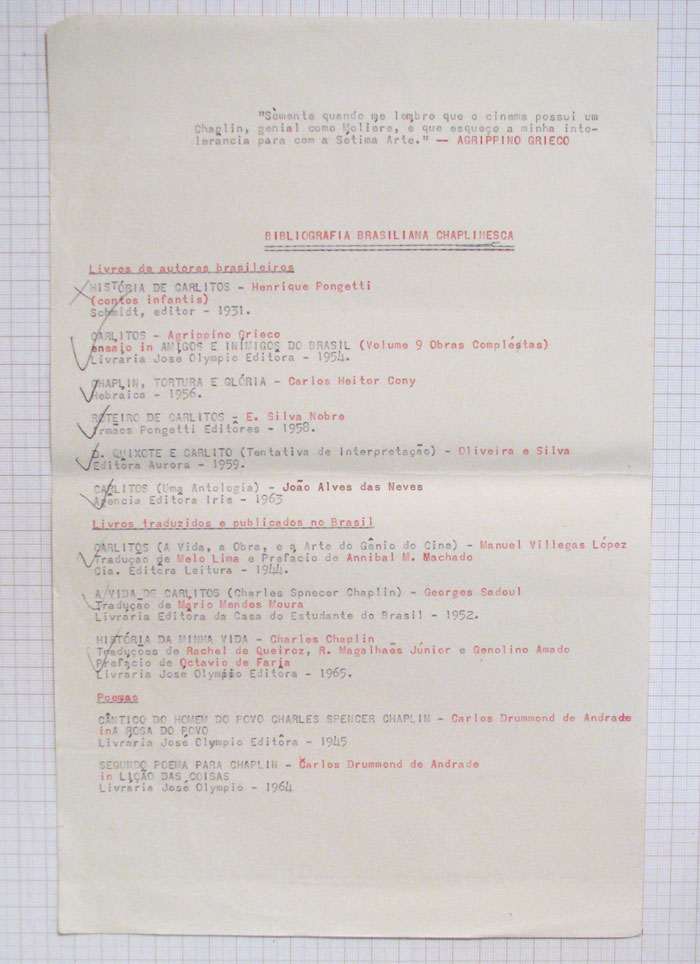 "Sòmente quando me lembro que o cinema possui um
Chaplin, genial como Molière, e que esqueço a minha into-
lerancia para com a Sétima Arte." -- AGRIPPINO GRIECO
BIBLIOGRAFIA BRASILIANA CHAPLINESCA
Livros de autores brasileiros
HISTÓRIA DE CARLITOS - Henrique Pongetti
(contos infantis)
Schmidt, editor - 1931.
CARLITOS - Agrippino Grieco
ensaio in AMIGOS E INIMIGOS DO BRASIL (Volume 9 Obras Compléstas)
Livraria José Olympio Editora - 1954.
CHAPLIN, TORTURA E GLÓRIA - Carlos Heitor Cony
Hebraica - 1956.
ROTEIRO DE CARLITOS - E. Silva Nobre
Irmãos Pongetti Editôres - 1958.
D. QUIXOTE E CARLITO (Tentativa de Interpretação) - Oliveira e Silva
Editora Aurora - 1959.
CARLITOS (Uma Antologia) - João Alves das Neves
Agência Editora Iris - 1963
Livros traduzidos e publicados no Brasil
CARLITOS (A Vida, a Obra, e a Arte do Gênio do Cine) - Manuel Villegas López
Tradução de Melo Lima e Prefácio de Annibal M. Machado
Cia. Editora Leitura - 1944.
A VIDA DE CARLITOS (Charles Spnecer Chaplin) - Georges Sadoul
Tradução de Mario Mendes Moura
Livraria Editora da Casa do Estudante do Brasil - 1952.
HISTÓRIA DA MINHA VIDA - Charles Chaplin
Traduções de Rachel de Queiroz, R. Magalhaẽs Júnior e Genolino Amado
Prefácio de Octavio de Faria
Livraria José Olympio Editora - 1965.
Poemas
CÂNTICO DO HOMEM DO POVO CHARLES SPENCER CHAPLIN - Carlos Drummond de Andrade
inA ROSA DO POVO
Livraria José Olympio Editôra - 1945
SEGUNDO POEMA PARA CHAPLIN - Carlos Drummond de Andrade
in LIÇÃO DAS COISAS
Livraria José Olympio - 1964